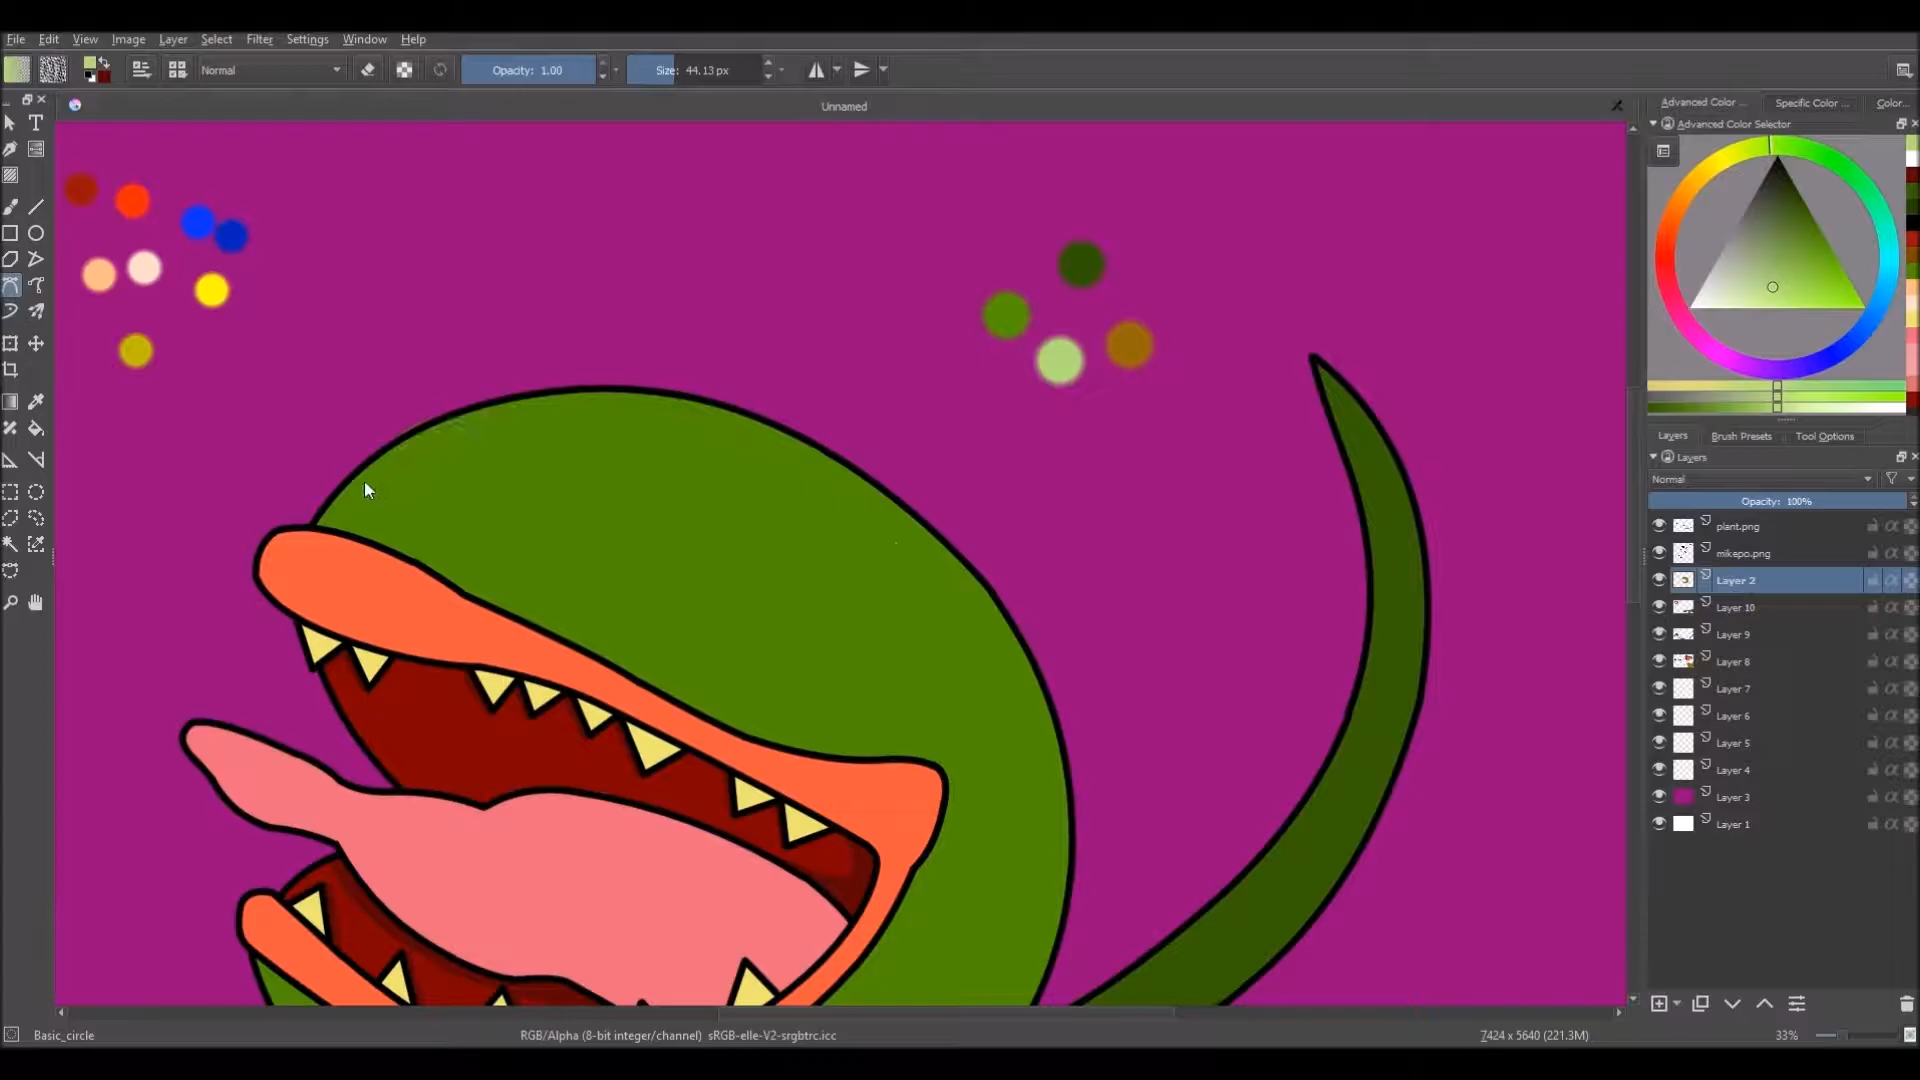 File Edit View Image Layer Select Filter Settings Window Help
Normal Opacity: 1.00 Size: 44.13 px
Unnamed
Advanced Color ... Specific Color ... Color...
Advanced Color Selector
Layers Brush Presets Tool Options
Layers
Normal
Opacity: 100%
plant.png
mikepo.png
Layer 2
Layer 10
Layer 9
Layer 8
Layer 7
Layer 6
Layer 5
Layer 4
Layer 3
Layer 1
Basic_circle RGB/Alpha (8-bit integer/channel) sRGB-elle-V2-srgbtrc.icc 7424 x 5640 (221.3M) 33%